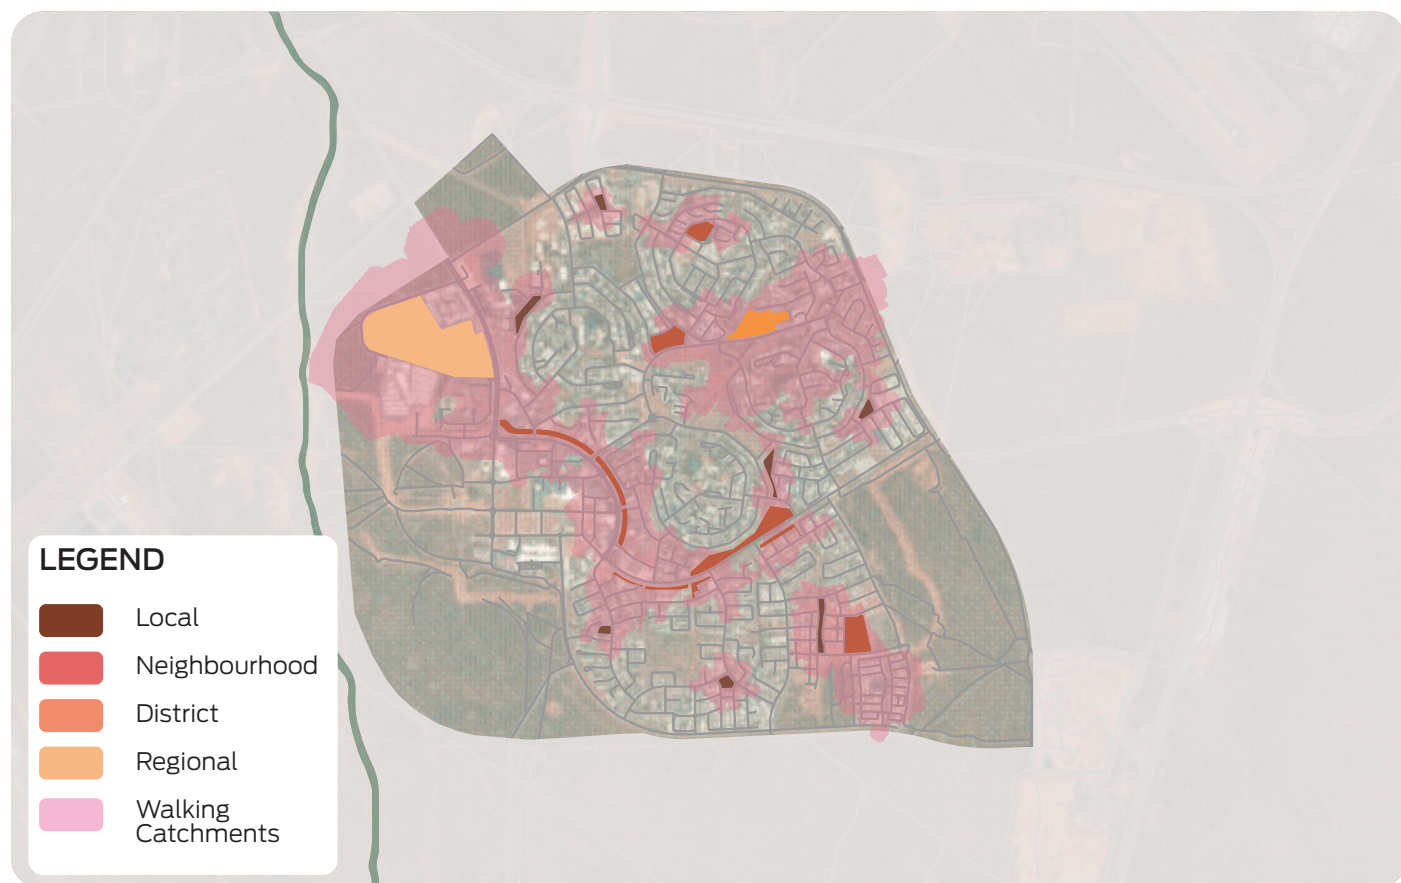 LEGEND
Local
Neighbourhood
District
Regional
Walking
Catchments